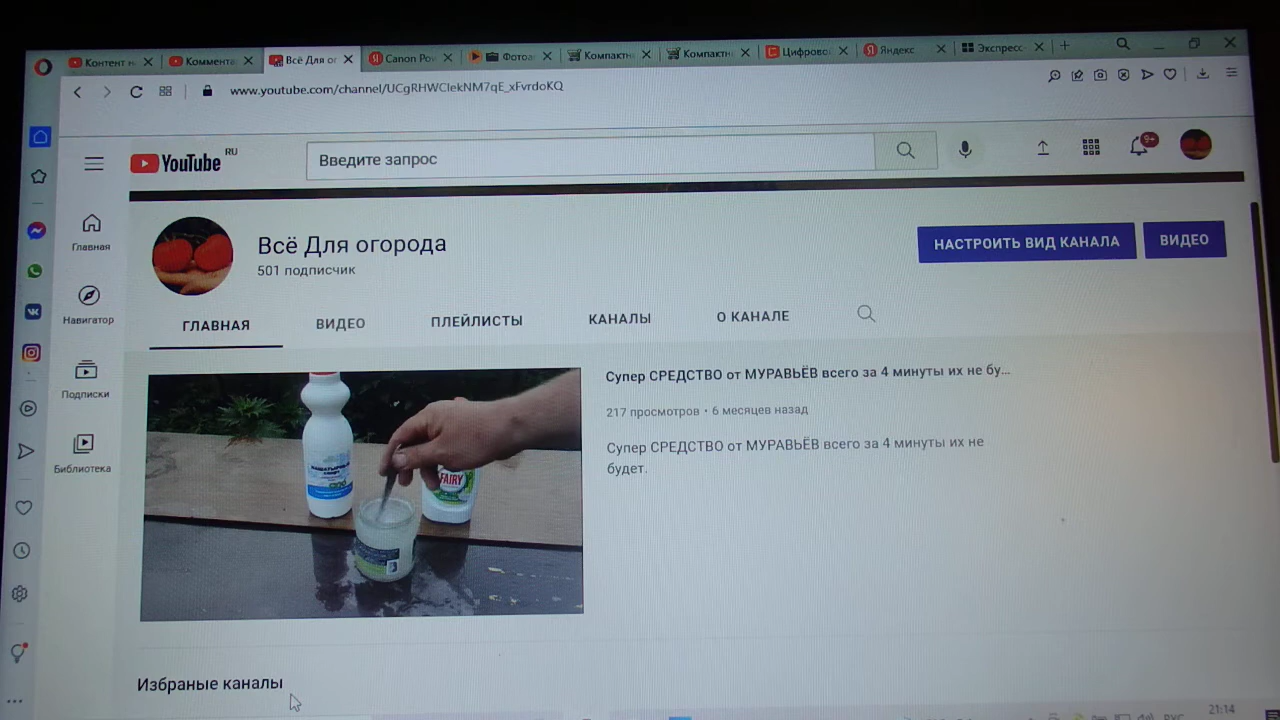 Контент н
Коммента
Всё Для ог
Canon Pow
Фотоа
Компактн
Компактн
Цифрово
Яндекс
Экспресс
www.youtube.com/channel/UCgRHWClekNM7qE_xFvrdoKQ
YouTube RU
Введите запрос
9+
Главная
Навигатор
Подписки
Библиотека
Всё Для огорода
501 подписчик
НАСТРОИТЬ ВИД КАНАЛА
ВИДЕО
ГЛАВНАЯ
ВИДЕО
ПЛЕЙЛИСТЫ
КАНАЛЫ
О КАНАЛЕ
FAIRY
Супер СРЕДСТВО от МУРАВЬЁВ всего за 4 минуты их не бу...
217 просмотров • 6 месяцев назад
Супер СРЕДСТВО от МУРАВЬЁВ всего за 4 минуты их не
будет.
Избраные каналы
РУС
21:14